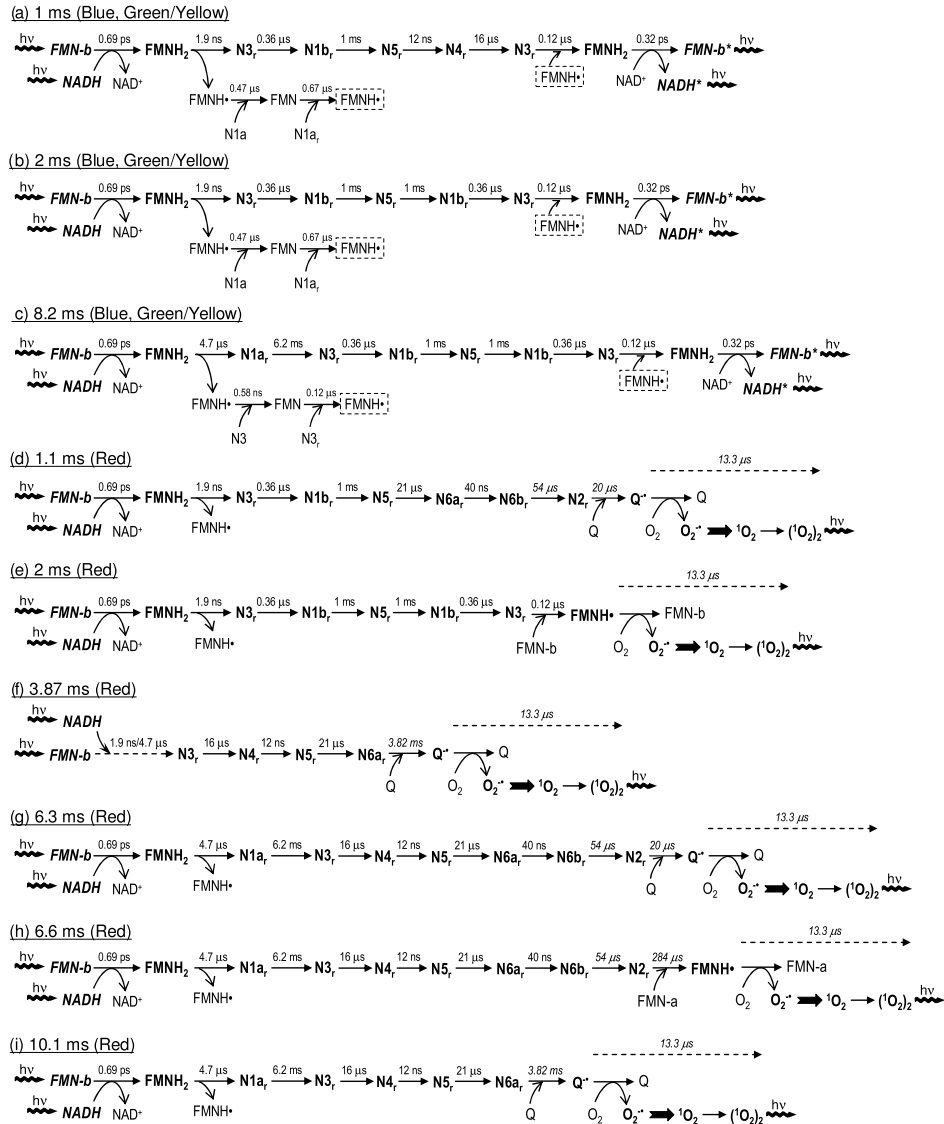 (a) 1 ms (Blue, Green/Yellow)
hν FMN-b 0.69 ps FMNH₂ 1.9 ns N3ᵣ 0.36 μs N1bᵣ 1 ms N5ᵣ 12 ns N4ᵣ 16 μs N3ᵣ 0.12 μs FMNH₂ 0.32 ps FMN-b* hν
hν NADH NAD⁺ FMNH• NAD⁺ NADH* hν
FMNH• 0.47 μs FMN 0.67 μs FMNH•
N1a N1aᵣ
(b) 2 ms (Blue, Green/Yellow)
hν FMN-b 0.69 ps FMNH₂ 1.9 ns N3ᵣ 0.36 μs N1bᵣ 1 ms N5ᵣ 1 ms N1bᵣ 0.36 μs N3ᵣ 0.12 μs FMNH₂ 0.32 ps FMN-b* hν
hν NADH NAD⁺ FMNH• NAD⁺ NADH* hν
FMNH• 0.47 μs FMN 0.67 μs FMNH•
N1a N1aᵣ
c) 8.2 ms (Blue, Green/Yellow)
hν FMN-b 0.69 ps FMNH₂ 4.7 μs N1aᵣ 6.2 ms N3ᵣ 0.36 μs N1bᵣ 1 ms N5ᵣ 1 ms N1bᵣ 0.36 μs N3ᵣ 0.12 μs FMNH₂ 0.32 ps FMN-b* hν
hν NADH NAD⁺ FMNH• NAD⁺ NADH* hν
FMNH• 0.58 ns FMN 0.12 μs FMNH•
N3 N3ᵣ
(d) 1.1 ms (Red)
13.3 μs
hν FMN-b 0.69 ps FMNH₂ 1.9 ns N3ᵣ 0.36 μs N1bᵣ 1 ms N5ᵣ 21 μs N6aᵣ 40 ns N6bᵣ 54 μs N2ᵣ 20 μs Q⁻• Q
hν NADH NAD⁺ FMNH• Q O₂ O₂⁻• ¹O₂ (¹O₂)₂ hν
(e) 2 ms (Red)
13.3 μs
hν FMN-b 0.69 ps FMNH₂ 1.9 ns N3ᵣ 0.36 μs N1bᵣ 1 ms N5ᵣ 1 ms N1bᵣ 0.36 μs N3ᵣ 0.12 μs FMNH• FMN-b
hν NADH NAD⁺ FMNH• FMN-b O₂ O₂⁻• ¹O₂ (¹O₂)₂ hν
(f) 3.87 ms (Red)
hν NADH 13.3 μs
hν FMN-b 1.9 ns/4.7 μs N3ᵣ 16 μs N4ᵣ 12 ns N5ᵣ 21 μs N6aᵣ 3.82 ms Q⁻• Q
Q O₂ O₂⁻• ¹O₂ (¹O₂)₂ hν
(g) 6.3 ms (Red)
13.3 μs
hν FMN-b 0.69 ps FMNH₂ 4.7 μs N1aᵣ 6.2 ms N3ᵣ 16 μs N4ᵣ 12 ns N5ᵣ 21 μs N6aᵣ 40 ns N6bᵣ 54 μs N2ᵣ 20 μs Q⁻• Q
hν NADH NAD⁺ FMNH• Q O₂ O₂⁻• ¹O₂ (¹O₂)₂ hν
(h) 6.6 ms (Red)
13.3 μs
hν FMN-b 0.69 ps FMNH₂ 4.7 μs N1aᵣ 6.2 ms N3ᵣ 16 μs N4ᵣ 12 ns N5ᵣ 21 μs N6aᵣ 40 ns N6bᵣ 54 μs N2ᵣ 284 μs FMNH• FMN-a
hν NADH NAD⁺ FMNH• FMN-a O₂ O₂⁻• ¹O₂ (¹O₂)₂ hν
(i) 10.1 ms (Red)
13.3 μs
hν FMN-b 0.69 ps FMNH₂ 4.7 μs N1aᵣ 6.2 ms N3ᵣ 16 μs N4ᵣ 12 ns N5ᵣ 21 μs N6aᵣ 3.82 ms Q⁻• Q
hν NADH NAD⁺ FMNH• Q O₂ O₂⁻• ¹O₂ (¹O₂)₂ hν